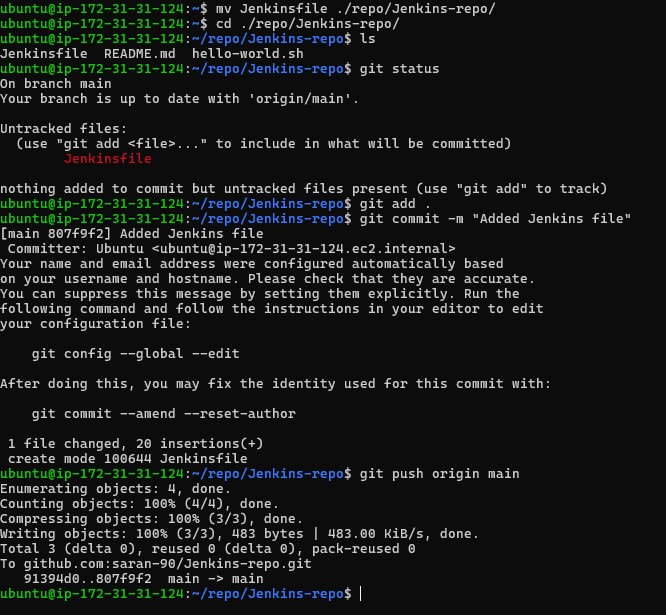 ubuntu@ip-172-31-31-124:~$ mv Jenkinsfile ./repo/Jenkins-repo/
ubuntu@ip-172-31-31-124:~$ cd ./repo/Jenkins-repo/
ubuntu@ip-172-31-31-124:~/repo/Jenkins-repo$ ls
Jenkinsfile  README.md  hello-world.sh
ubuntu@ip-172-31-31-124:~/repo/Jenkins-repo$ git status
On branch main
Your branch is up to date with 'origin/main'.

Untracked files:
  (use "git add <file>..." to include in what will be committed)
        Jenkinsfile

nothing added to commit but untracked files present (use "git add" to track)
ubuntu@ip-172-31-31-124:~/repo/Jenkins-repo$ git add .
ubuntu@ip-172-31-31-124:~/repo/Jenkins-repo$ git commit -m "Added Jenkins file"
[main 807f9f2] Added Jenkins file
 Committer: Ubuntu <ubuntu@ip-172-31-31-124.ec2.internal>
Your name and email address were configured automatically based
on your username and hostname. Please check that they are accurate.
You can suppress this message by setting them explicitly. Run the
following command and follow the instructions in your editor to edit
your configuration file:

    git config --global --edit

After doing this, you may fix the identity used for this commit with:

    git commit --amend --reset-author

 1 file changed, 20 insertions(+)
 create mode 100644 Jenkinsfile
ubuntu@ip-172-31-31-124:~/repo/Jenkins-repo$ git push origin main
Enumerating objects: 4, done.
Counting objects: 100% (4/4), done.
Compressing objects: 100% (3/3), done.
Writing objects: 100% (3/3), 483 bytes | 483.00 KiB/s, done.
Total 3 (delta 0), reused 0 (delta 0), pack-reused 0
To github.com:saran-90/Jenkins-repo.git
   91394d0..807f9f2  main -> main
ubuntu@ip-172-31-31-124:~/repo/Jenkins-repo$